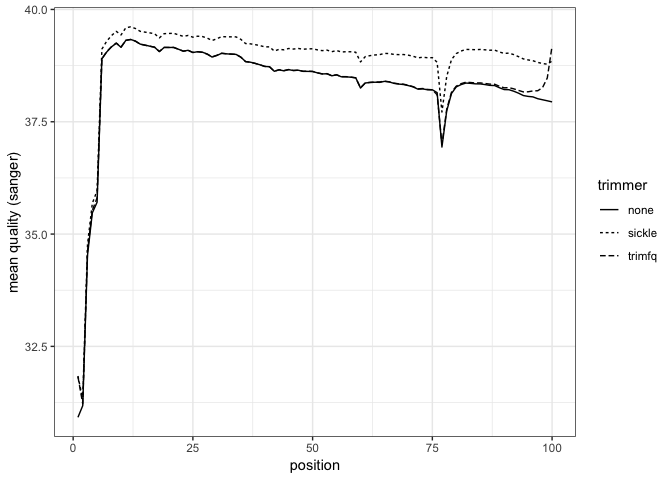 40.0
37.5
35.0
32.5
mean quality (sanger)
0
25
50
75
100
position
trimmer
none
sickle
trimfq